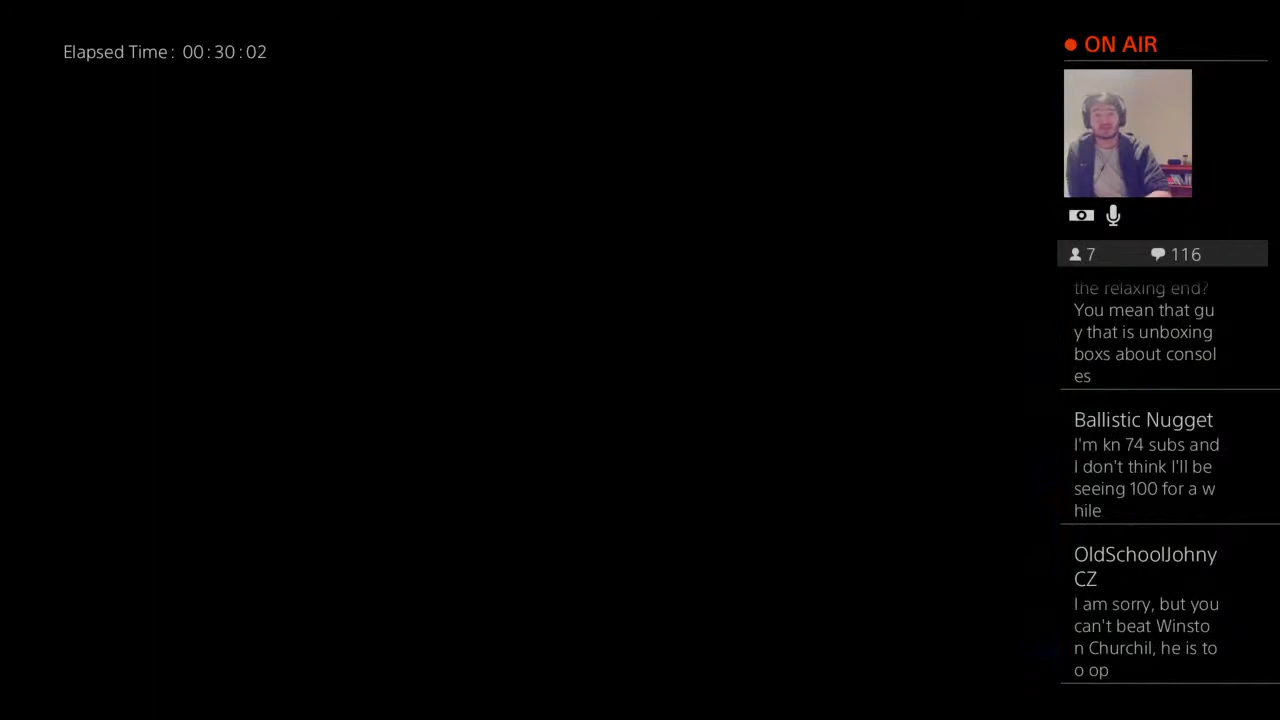 Elapsed Time: 00:30:02
ON AIR
7 116
the relaxing end?
You mean that gu
y that is unboxing
boxs about consol
es
Ballistic Nugget
I'm kn 74 subs and
I don't think I'll be
seeing 100 for a w
hile
OldSchoolJohny
CZ
I am sorry, but you
can't beat Winsto
n Churchil, he is to
o op